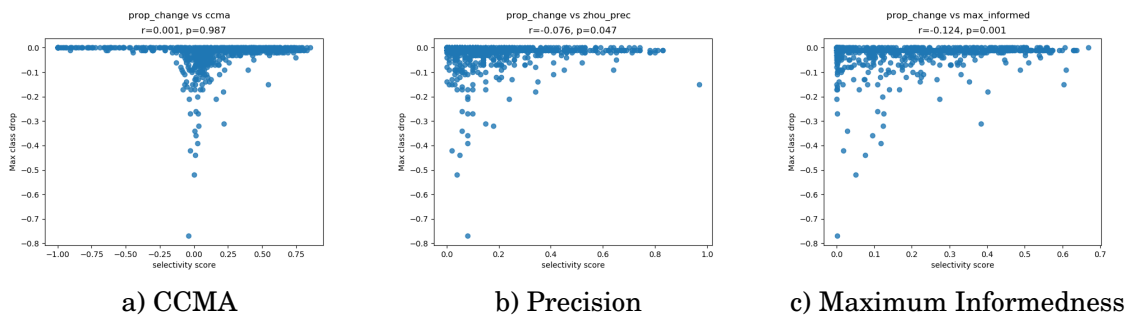 prop_change vs ccma
r=0.001, p=0.987
0.0
−0.1
−0.2
−0.3
−0.4
−0.5
−0.6
−0.7
−0.8
Max class drop
−1.00 −0.75 −0.50 −0.25 0.00 0.25 0.50 0.75
selectivity score
a) CCMA
prop_change vs zhou_prec
r=-0.076, p=0.047
0.0
−0.1
−0.2
−0.3
−0.4
−0.5
−0.6
−0.7
−0.8
Max class drop
0.0 0.2 0.4 0.6 0.8 1.0
selectivity score
b) Precision
prop_change vs max_informed
r=-0.124, p=0.001
0.0
−0.1
−0.2
−0.3
−0.4
−0.5
−0.6
−0.7
−0.8
Max class drop
0.0 0.1 0.2 0.3 0.4 0.5 0.6 0.7
selectivity score
c) Maximum Informedness